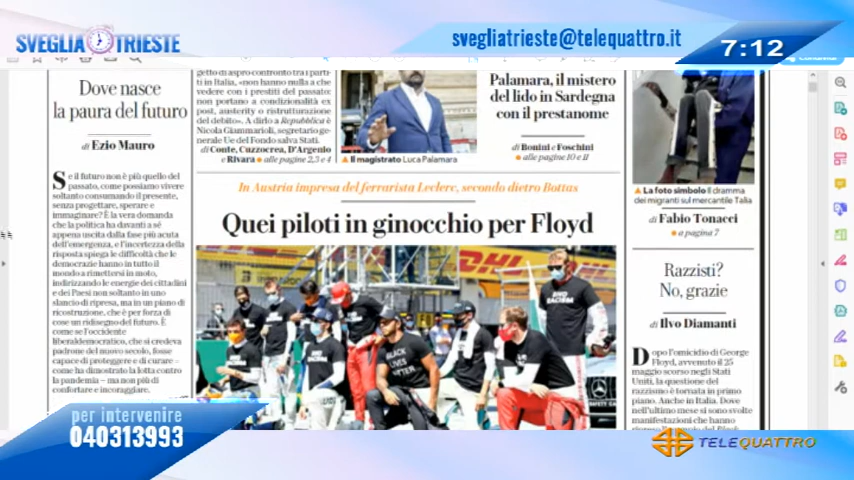 SVEGLIA TRIESTE
svegliatrieste@telequattro.it
7:12
Dove nasce
la paura del futuro
di Ezio Mauro
Se il futuro non è più quello del
passato, come possiamo vivere
soltanto consumando il presente,
senza progettare, sperare e
immaginare? È la vera domanda
che la politica ha davanti a sé
appena uscita dalla fase più acuta
dell'emergenza, e l'incertezza della
risposta spiega le difficoltà che le
democrazie hanno in tutto il
mondo a rimettersi in moto,
indirizzando le energie dei cittadini
e dei Paesi non soltanto in uno
slancio di ripresa, ma in un piano di
ricostruzione, che è per forza di
cose un ridisegno del futuro. È
come se l'occidente
liberaldemocratico, che si credeva
padrone del nuovo secolo, fosse
capace di proteggere e di curare –
come ha dimostrato la lotta contro
la pandemia – ma non più di
confortare e incoraggiare.
getto di aspro confronto tra i parti-
ti in Italia, «non hanno nulla a che
vedere con i prestiti del passato:
non portano a condizionalità ex
post, austerity o ristrutturazione
del debito». A dirlo a Repubblica è
Nicola Giammarioli, segretario ge-
nerale Ue del Fondo salva Stati.
di Conte, Cuzzocrea, D'Argenio
e Rivara ● alle pagine 2, 3 e 4
▲ Il magistrato Luca Palamara
Palamara, il mistero
del lido in Sardegna
con il prestanome
di Bonini e Foschini
● alle pagine 10 e 11
▲ La foto simbolo Il dramma
dei migranti sul mercantile Talia
di Fabio Tonacci
● a pagina 7
In Austria impresa del ferrarista Leclerc, secondo dietro Bottas
Quei piloti in ginocchio per Floyd
DHL
END
RACISM
BLACK
LIVES
MATTER
Razzisti?
No, grazie
di Ilvo Diamanti
Dopo l'omicidio di George
Floyd, avvenuto il 25
maggio scorso negli Stati
Uniti, la questione del
razzismo è tornata in primo
piano. Anche in Italia. Dove
nell'ultimo mese si sono svolte
manifestazioni che hanno
per intervenire
040313993
TELEQUATTRO